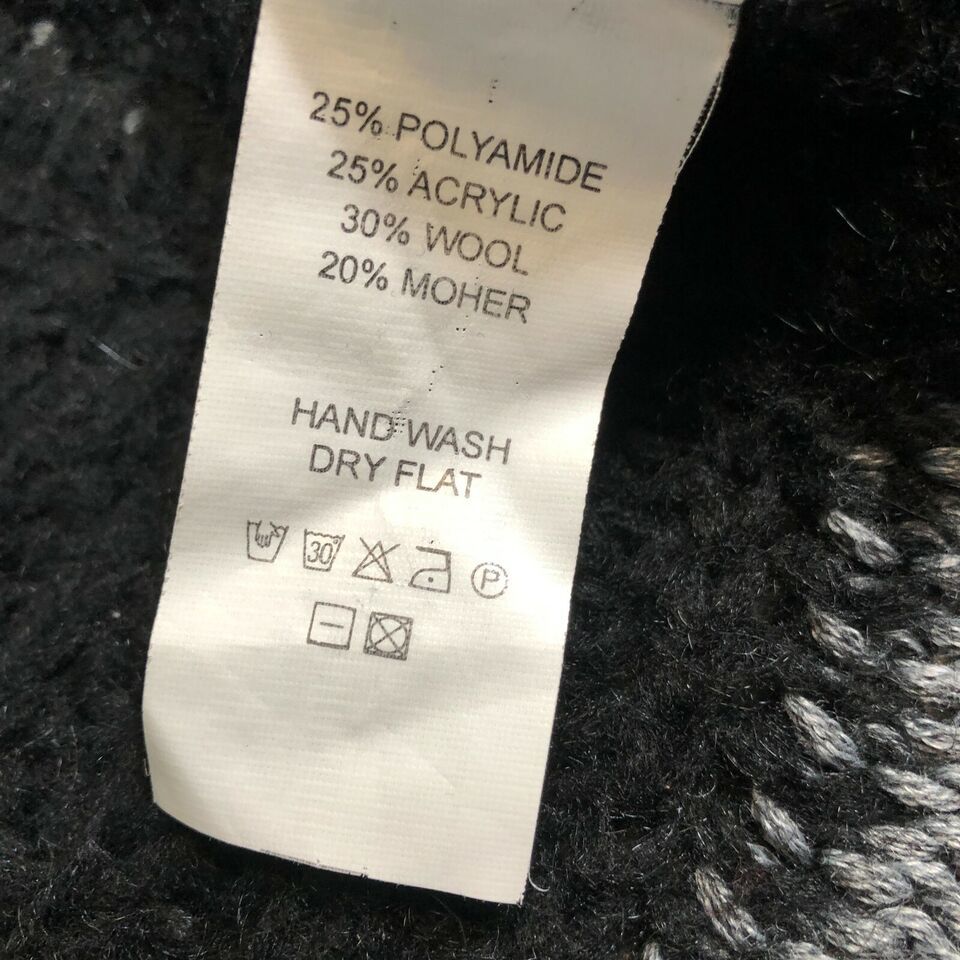 25% POLYAMIDE
25% ACRYLIC
30% WOOL
20% MOHER
HAND WASH
DRY FLAT
30°
P